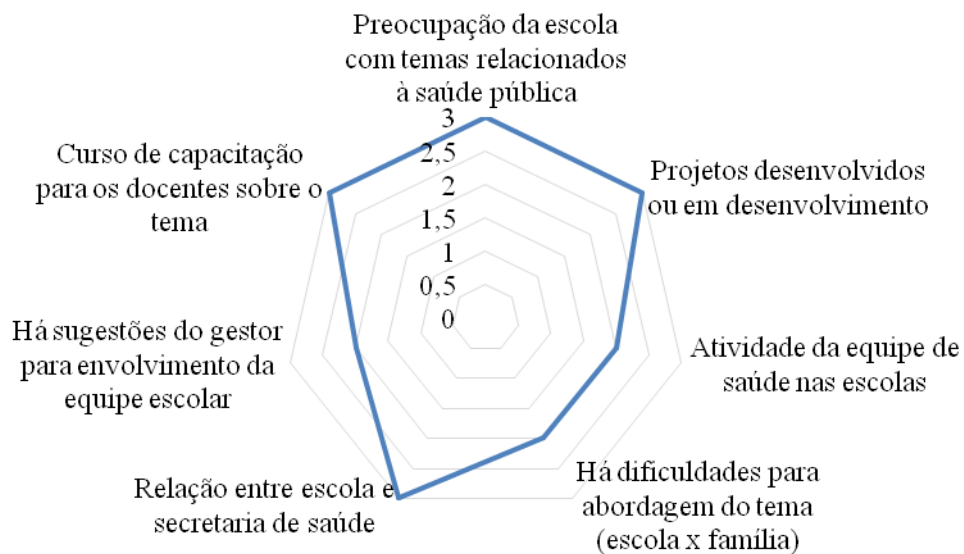 Preocupação da escola
com temas relacionados
à saúde pública
3
2,5
2
1,5
1
0,5
0
Projetos desenvolvidos
ou em desenvolvimento
Atividade da equipe de
saúde nas escolas
Há dificuldades para
abordagem do tema
(escola x família)
Relação entre escola e
secretaria de saúde
Há sugestões do gestor
para envolvimento da
equipe escolar
Curso de capacitação
para os docentes sobre o
tema